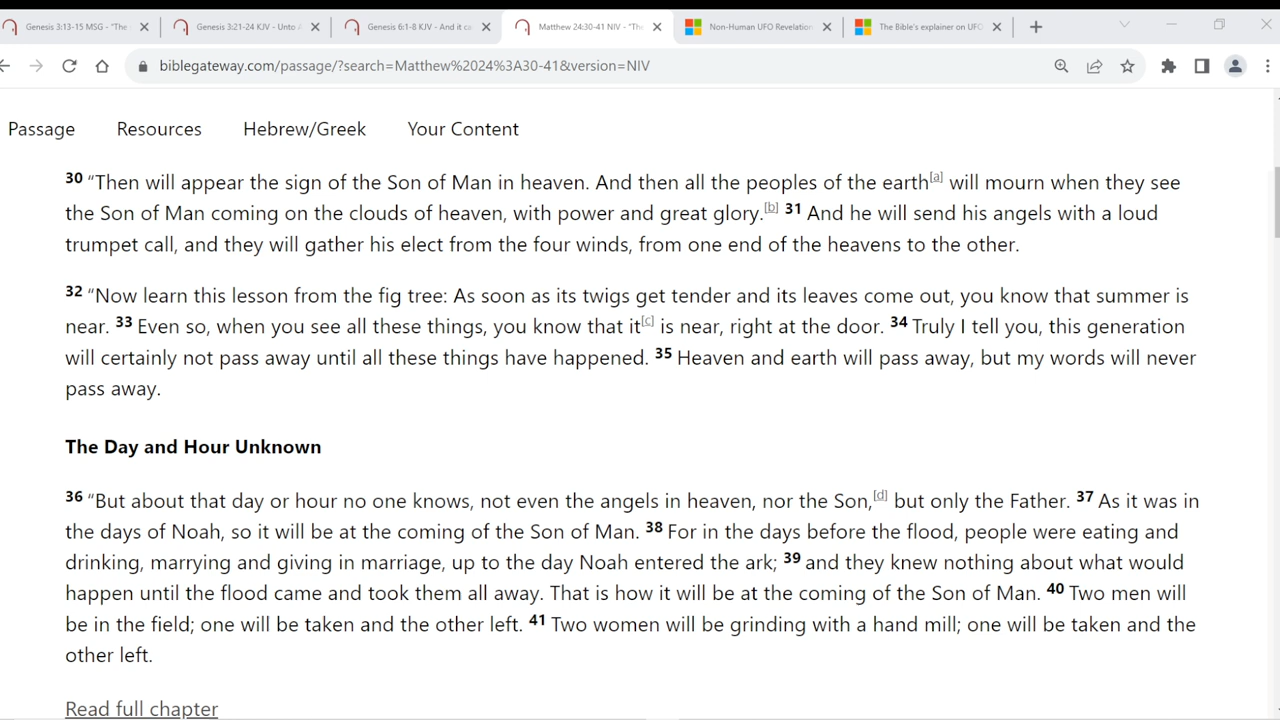 Genesis 3:13-15 MSG - "The
Genesis 3:21-24 KJV - Unto
Genesis 6:1-8 KJV - And it ca
Matthew 24:30-41 NIV - "The
Non-Human UFO Revelation
The Bible's explainer on UFO
biblegateway.com/passage/?search=Matthew%2024%3A30-41&version=NIV
Passage Resources Hebrew/Greek Your Content
30 “Then will appear the sign of the Son of Man in heaven. And then all the peoples of the earth[a] will mourn when they see
the Son of Man coming on the clouds of heaven, with power and great glory.[b] 31 And he will send his angels with a loud
trumpet call, and they will gather his elect from the four winds, from one end of the heavens to the other.
32 “Now learn this lesson from the fig tree: As soon as its twigs get tender and its leaves come out, you know that summer is
near. 33 Even so, when you see all these things, you know that it[c] is near, right at the door. 34 Truly I tell you, this generation
will certainly not pass away until all these things have happened. 35 Heaven and earth will pass away, but my words will never
pass away.
The Day and Hour Unknown
36 “But about that day or hour no one knows, not even the angels in heaven, nor the Son,[d] but only the Father. 37 As it was in
the days of Noah, so it will be at the coming of the Son of Man. 38 For in the days before the flood, people were eating and
drinking, marrying and giving in marriage, up to the day Noah entered the ark; 39 and they knew nothing about what would
happen until the flood came and took them all away. That is how it will be at the coming of the Son of Man. 40 Two men will
be in the field; one will be taken and the other left. 41 Two women will be grinding with a hand mill; one will be taken and the
other left.
Read full chapter